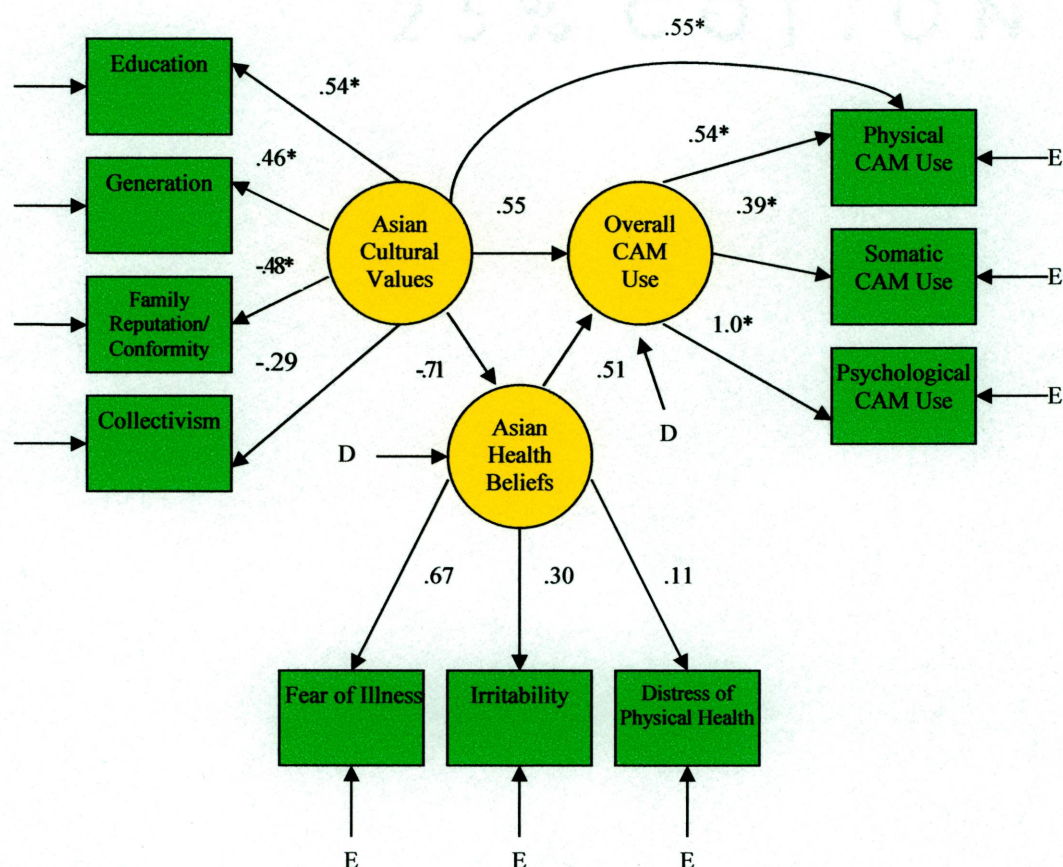 .55*
Education
.54*
.54*
Physical
CAM Use
E
.46*
Generation
Asian
Cultural
Values
.55
Overall
CAM
Use
.39*
Somatic
CAM Use
E
-.48*
Family
Reputation/
Conformity
1.0*
-.29
-.71
.51
Psychological
CAM Use
E
Collectivism
Asian
Health
Beliefs
D
D
.67
.30
.11
Fear of Illness
Irritability
Distress of
Physical Health
E
E
E